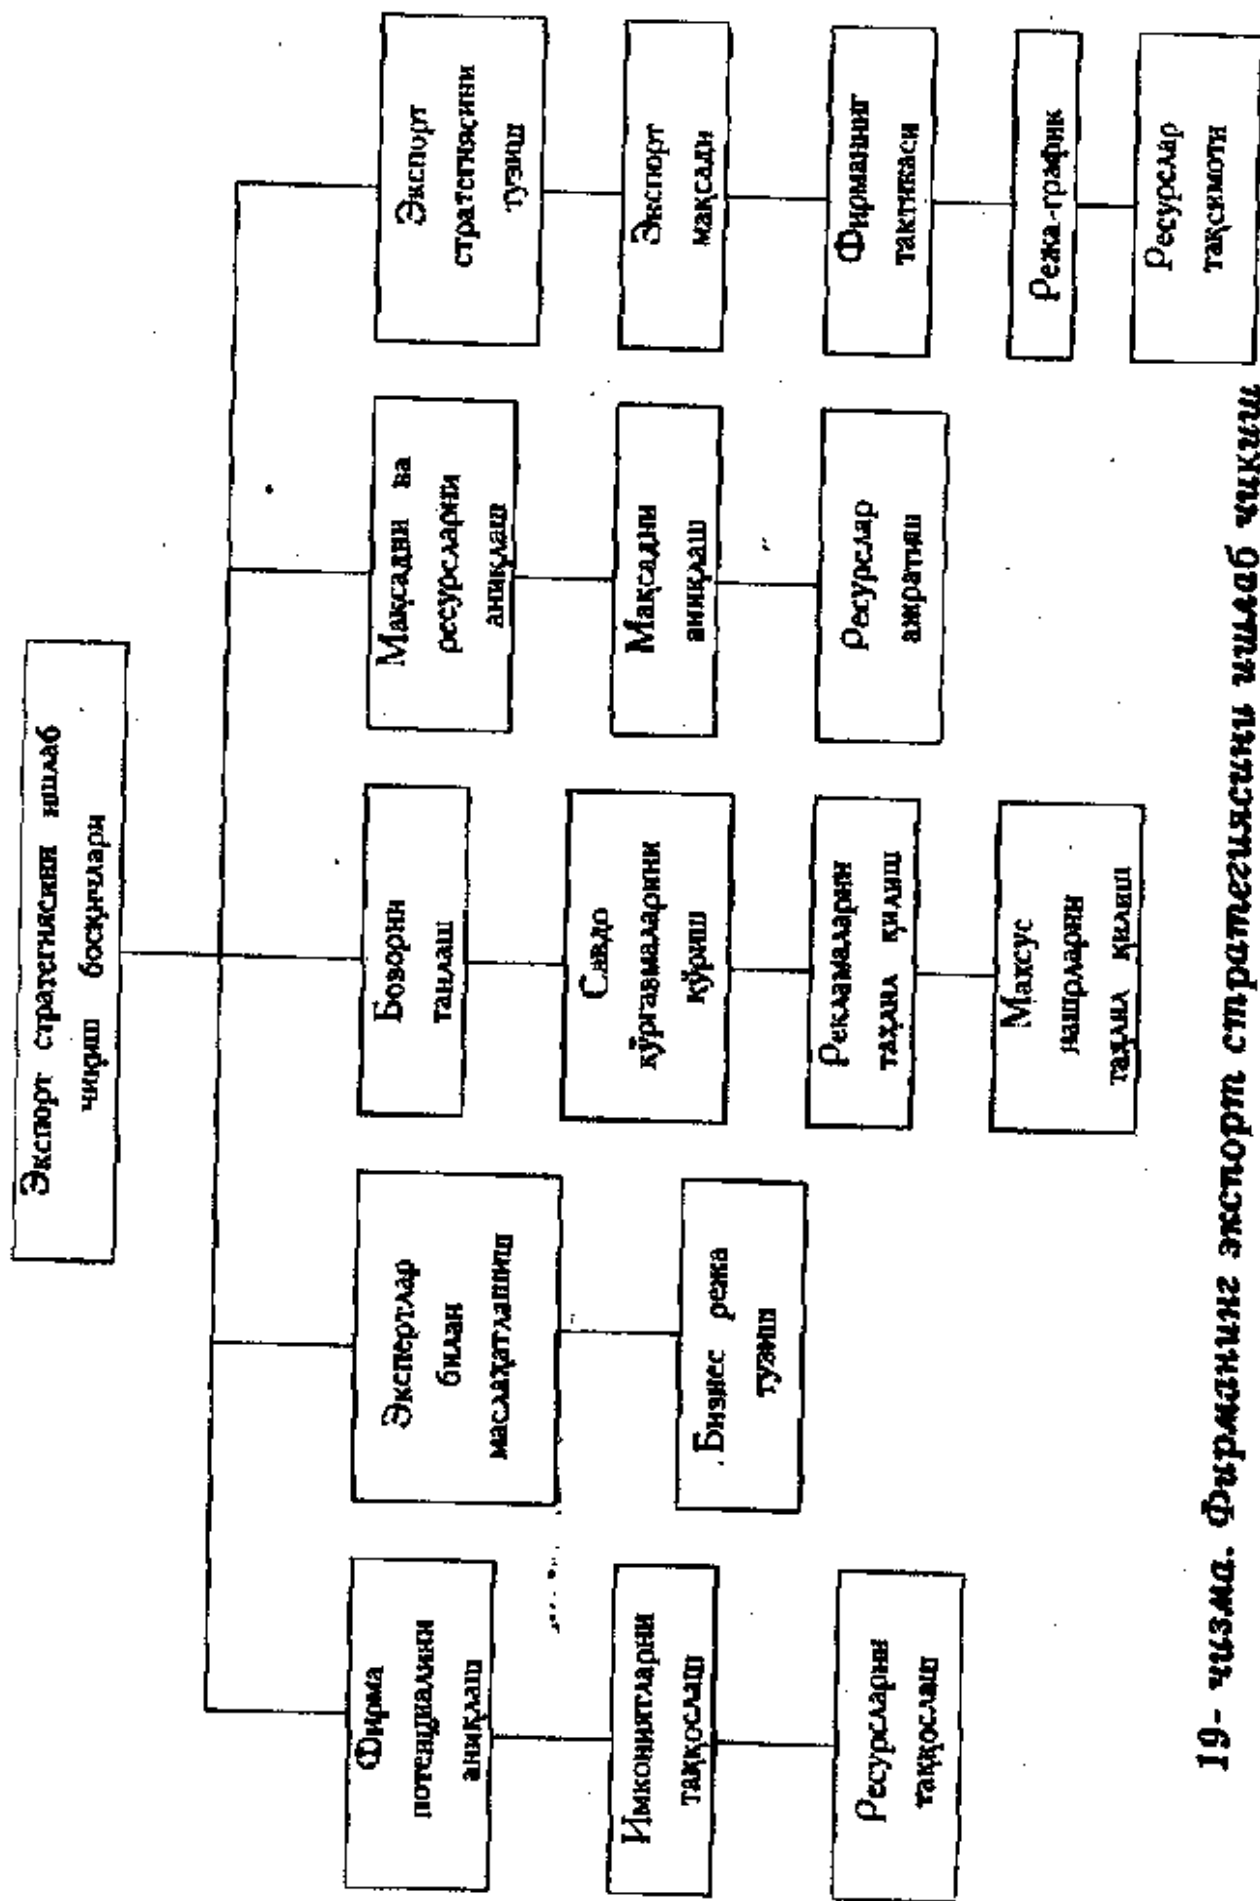 Экспорт стратегиясини ишлаб
чиқиш босқичлари
Фирма
потенциалини
аниқлаш
Имкониятларни
таққослаш
Ресурсларни
таққослаш
Экспертлар
билан
маслаҳатлашиш
Бизнес режа
тузиш
Бозорни
танлаш
Савдо
кўргазмаларини
кўриш
Рекламаларни
таҳлил қилиш
Махсус
нашрларни
таҳлил қилиш
Мақсадни ва
ресурсларни
аниқлаш
Мақсадни
аниқлаш
Ресурслар
ажратиш
Экспорт
стратегиясини
тузиш
Экспорт
мақсади
Фирманинг
тактикаси
Режа-график
Ресурслар
тақсимоти
19- чизма. Фирманинг экспорт стратегиясини ишлаб чиқиш